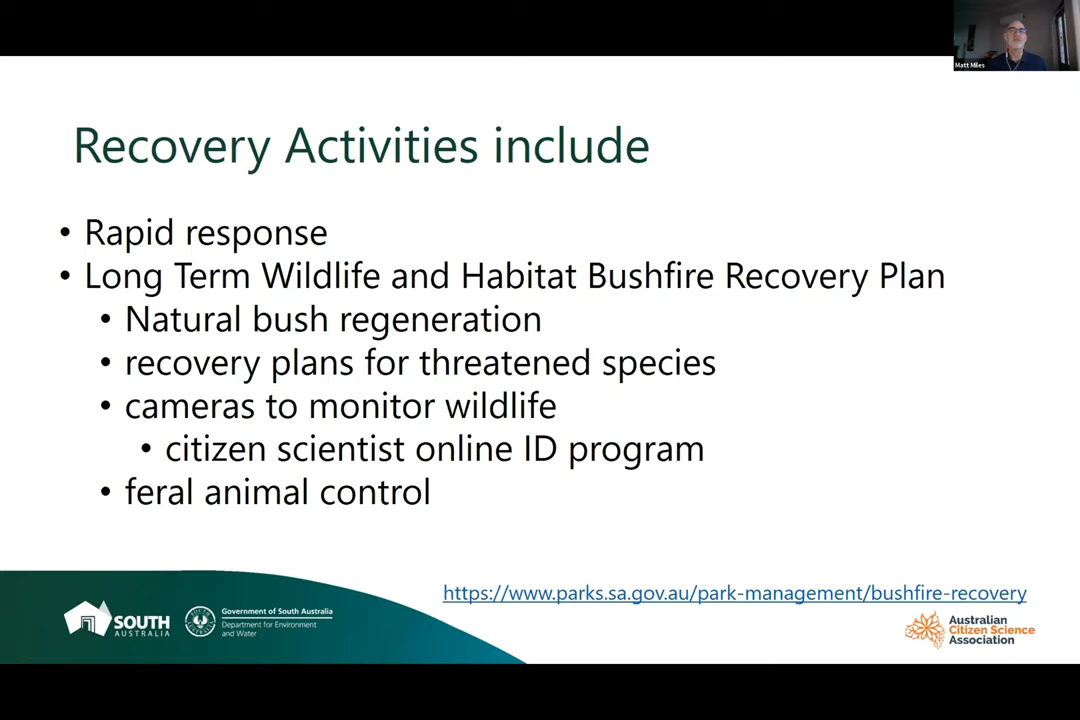 Matt Miles
Recovery Activities include
• Rapid response
• Long Term Wildlife and Habitat Bushfire Recovery Plan
• Natural bush regeneration
• recovery plans for threatened species
• cameras to monitor wildlife
• citizen scientist online ID program
• feral animal control
https://www.parks.sa.gov.au/park-management/bushfire-recovery
SOUTH
AUSTRALIA
Government of South Australia
Department for Environment
and Water
Australian
Citizen Science
Association